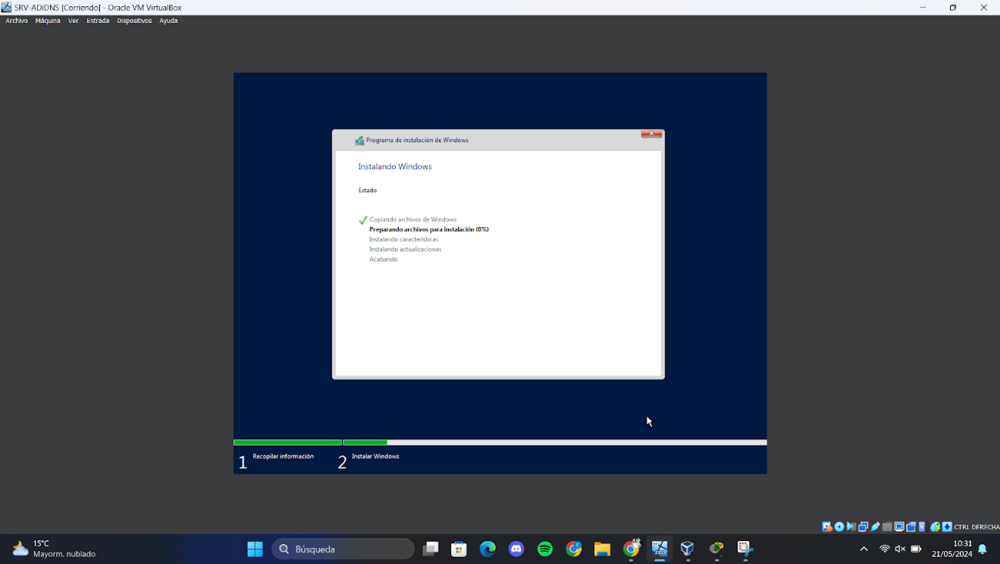 SRV-ADiDNS [Corriendo] - Oracle VM VirtualBox
Archivo Máquina Ver Entrada Dispositivos Ayuda
Programa de instalación de Windows
Instalando Windows
Estado
Copiando archivos de Windows
Preparando archivos para instalación (0%)
Instalando características
Instalando actualizaciones
Acabando
1 Recopilar información 2 Instalar Windows
CTRL DERECHA
15°C
Mayorm. nublado
Búsqueda
10:31
21/05/2024